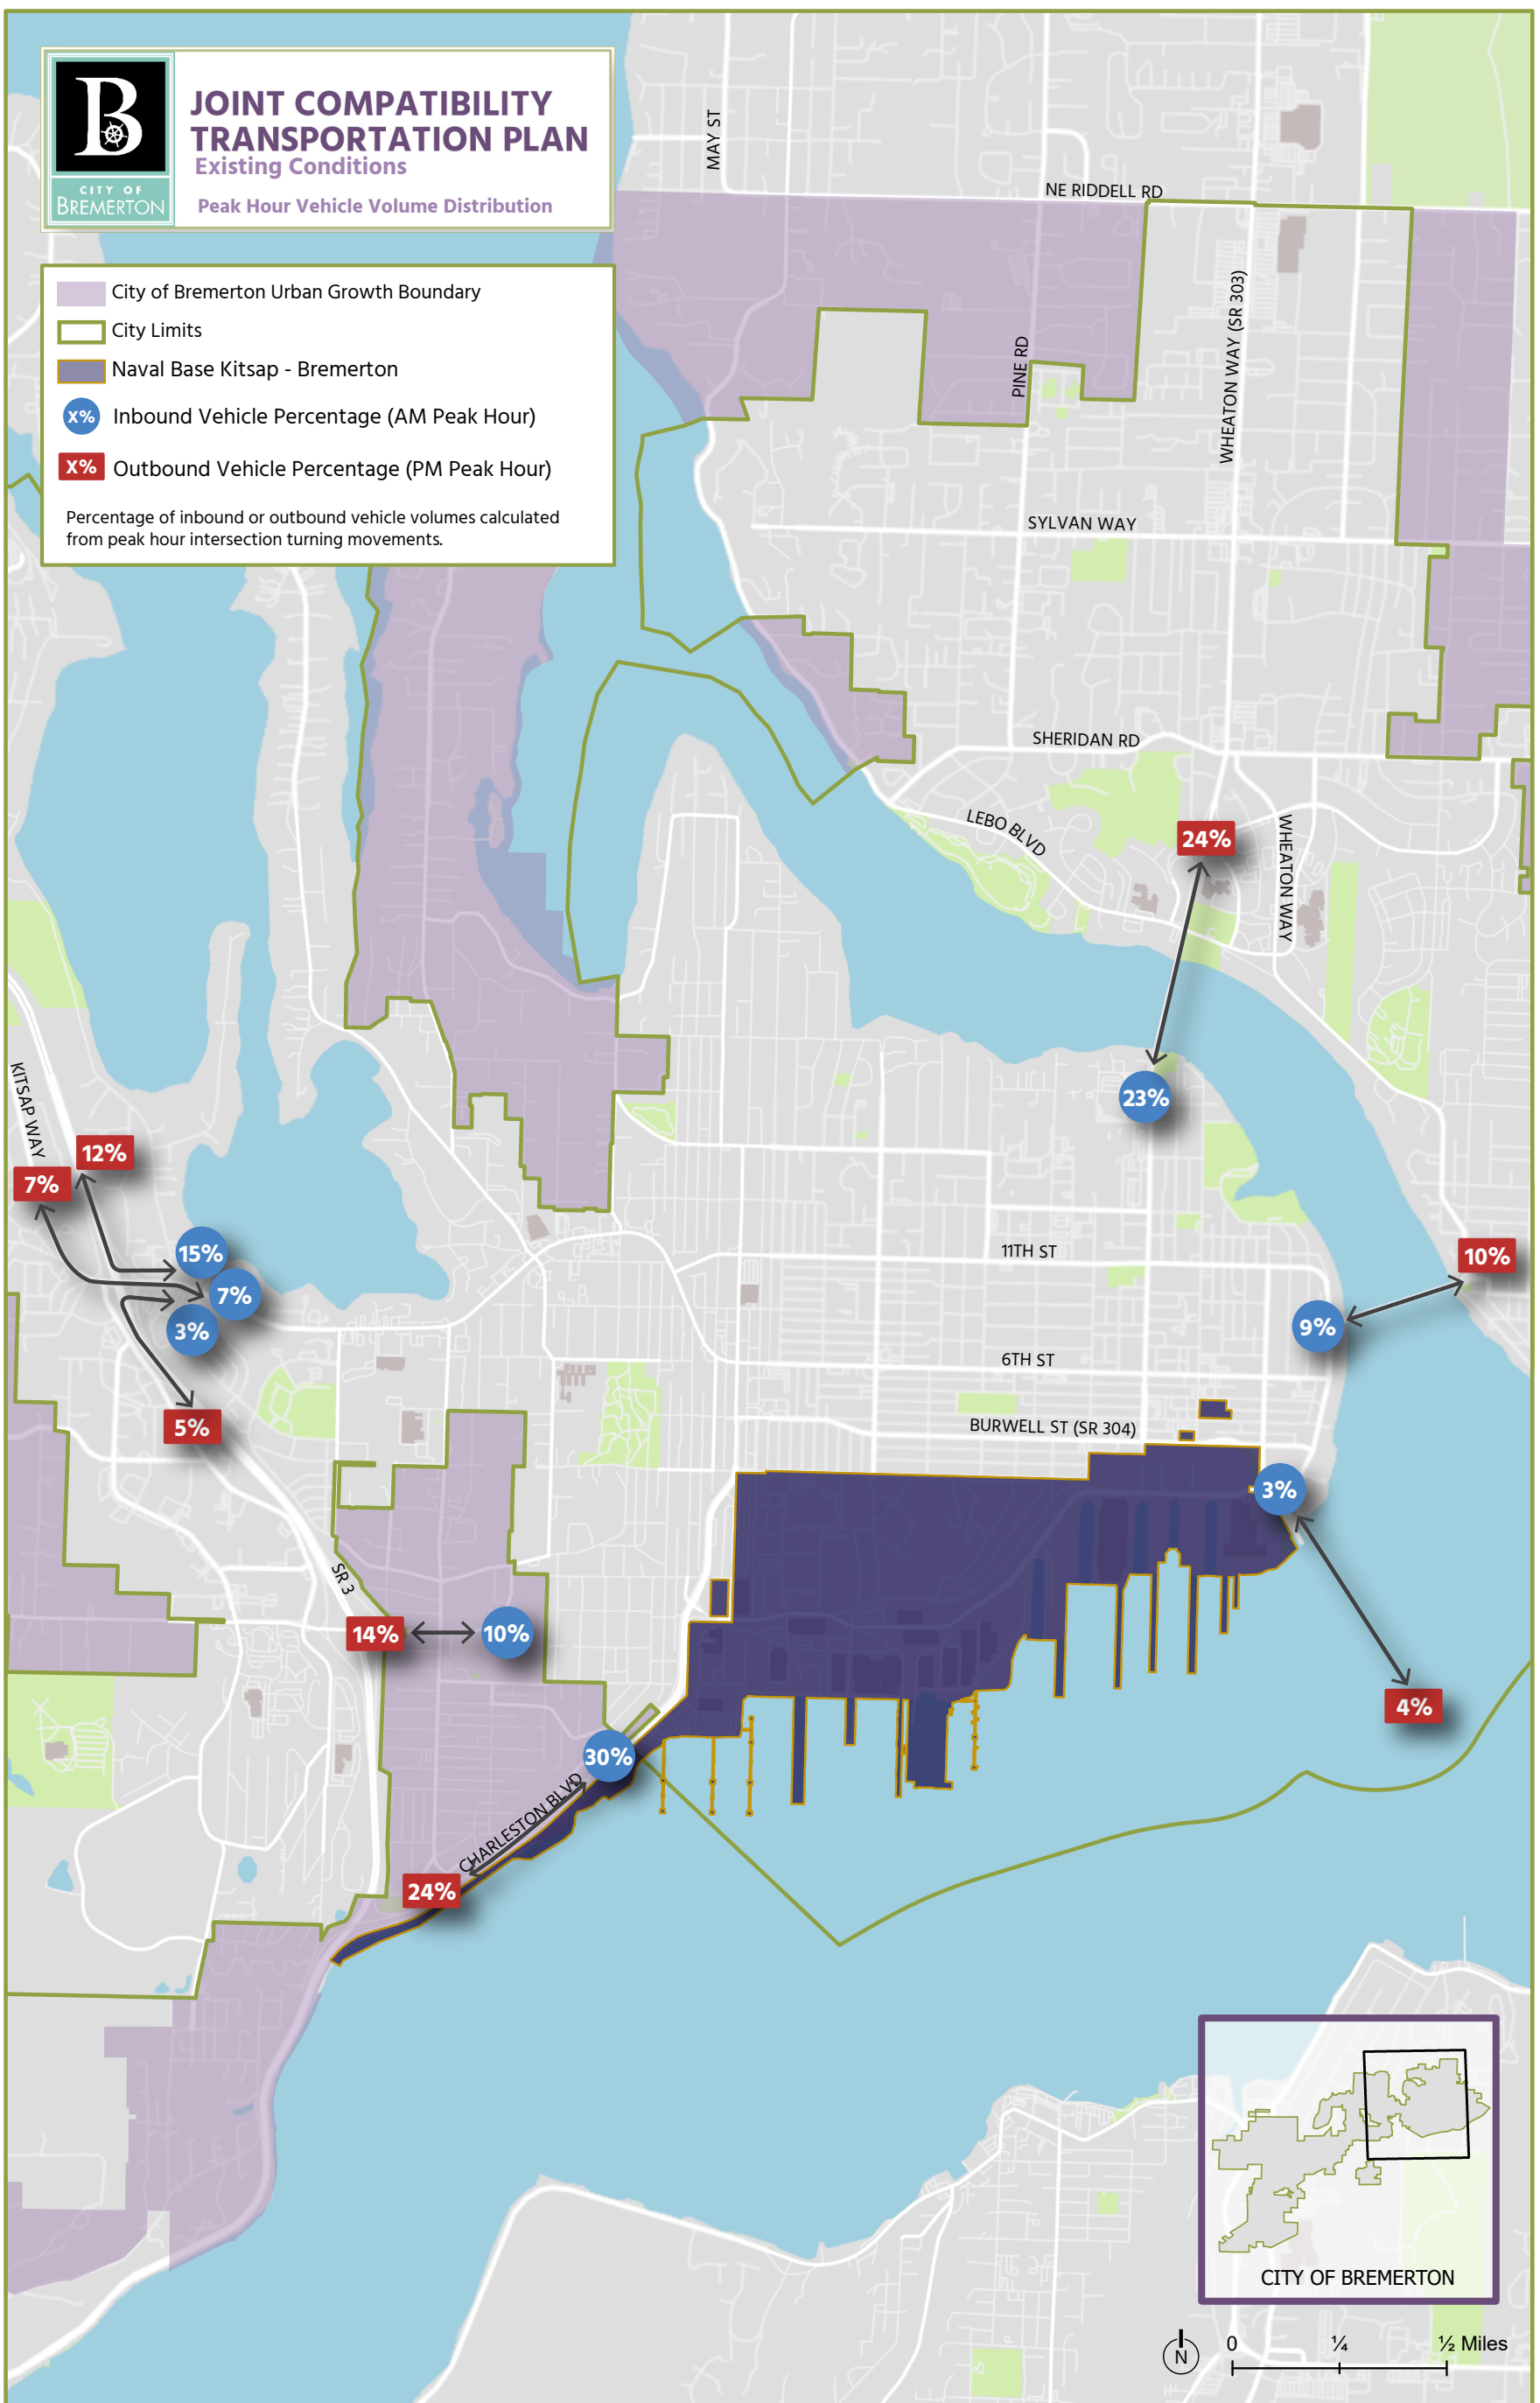 B
CITY OF
BREMERTON
JOINT COMPATIBILITY
TRANSPORTATION PLAN
Existing Conditions
Peak Hour Vehicle Volume Distribution
City of Bremerton Urban Growth Boundary
City Limits
Naval Base Kitsap - Bremerton
X% Inbound Vehicle Percentage (AM Peak Hour)
X% Outbound Vehicle Percentage (PM Peak Hour)
Percentage of inbound or outbound vehicle volumes calculated
from peak hour intersection turning movements.
MAY ST
NE RIDDELL RD
WHEATON WAY (SR 303)
PINE RD
SYLVAN WAY
SHERIDAN RD
LEBO BLVD
WHEATON WAY
24%
23%
KITSAP WAY
12%
7%
15%
7%
3%
5%
11TH ST
10%
9%
6TH ST
BURWELL ST (SR 304)
3%
SR 3
14%
10%
4%
30%
CHARLESTON BLVD
24%
CITY OF BREMERTON
N
0 ¼ ½ Miles